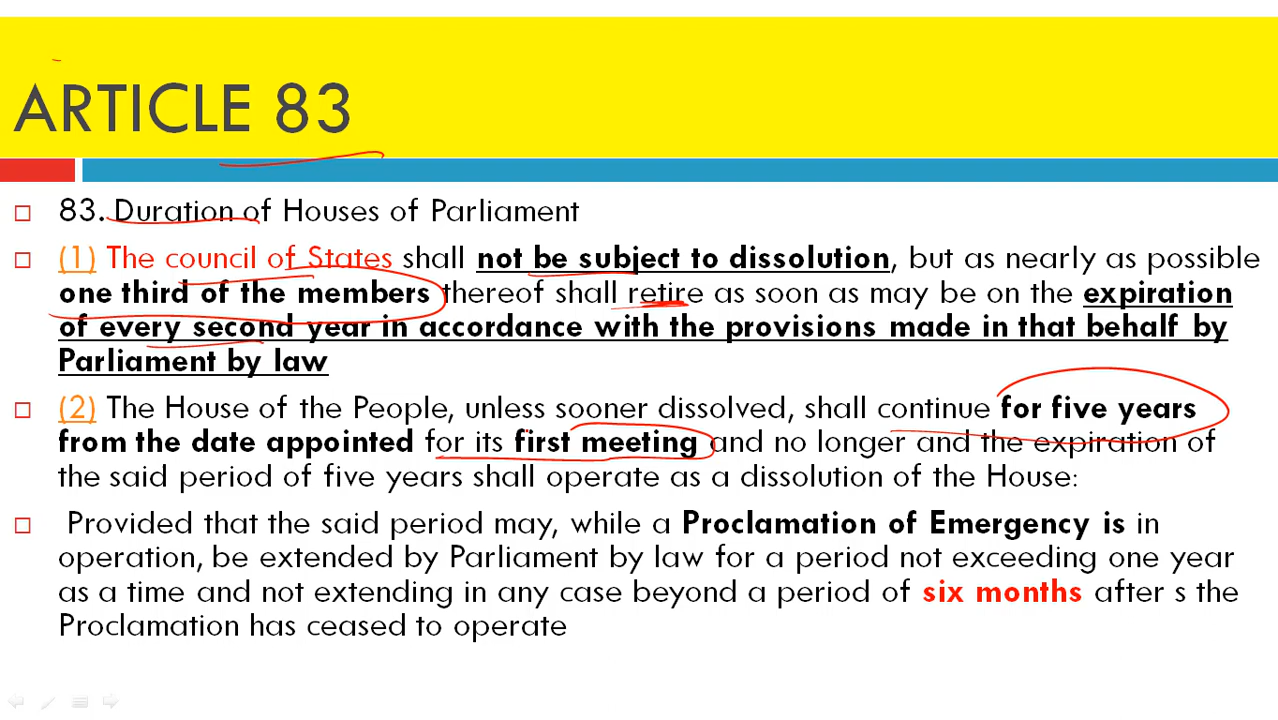 ARTICLE 83
83. Duration of Houses of Parliament
(1) The council of States shall not be subject to dissolution, but as nearly as possible
one third of the members thereof shall retire as soon as may be on the expiration
of every second year in accordance with the provisions made in that behalf by
Parliament by law
(2) The House of the People, unless sooner dissolved, shall continue for five years
from the date appointed for its first meeting and no longer and the expiration of
the said period of five years shall operate as a dissolution of the House:
Provided that the said period may, while a Proclamation of Emergency is in
operation, be extended by Parliament by law for a period not exceeding one year
as a time and not extending in any case beyond a period of six months after s the
Proclamation has ceased to operate